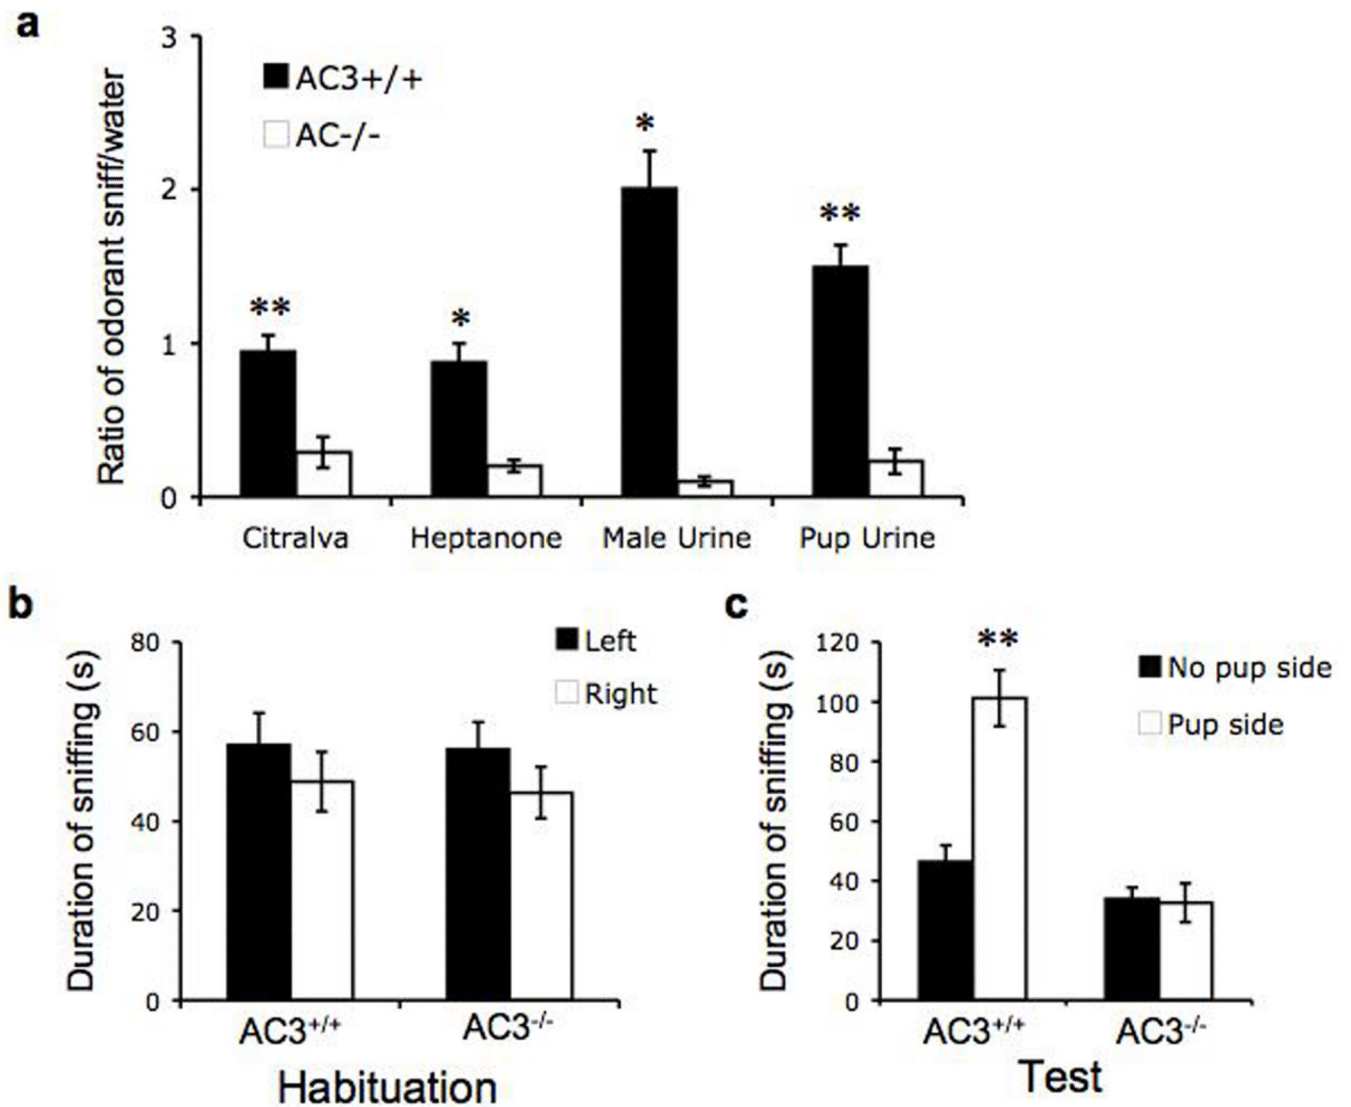 a
3
2
1
0
Ratio of odorant sniff/water
AC3+/+
AC-/-
**
*
*
**
Citralva
Heptanone
Male Urine
Pup Urine
b
80
60
40
20
0
Duration of sniffing (s)
Left
Right
AC3+/+
AC3-/-
Habituation
c
120
100
80
60
40
20
0
Duration of sniffing (s)
**
No pup side
Pup side
AC3+/+
AC3-/-
Test